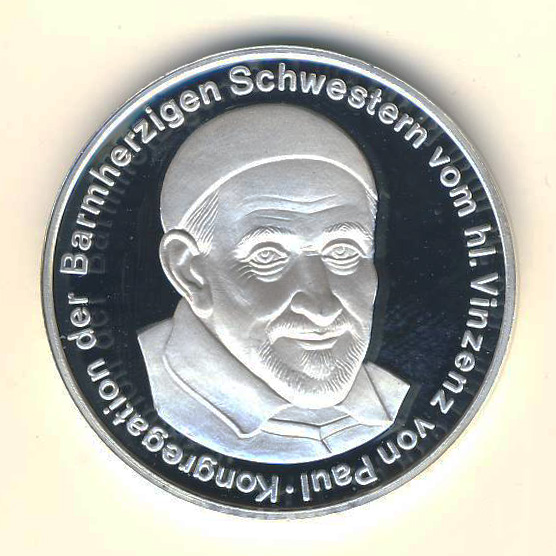 Kongregation der Barmherzigen Schwestern vom hl. Vinzenz von Paul ·